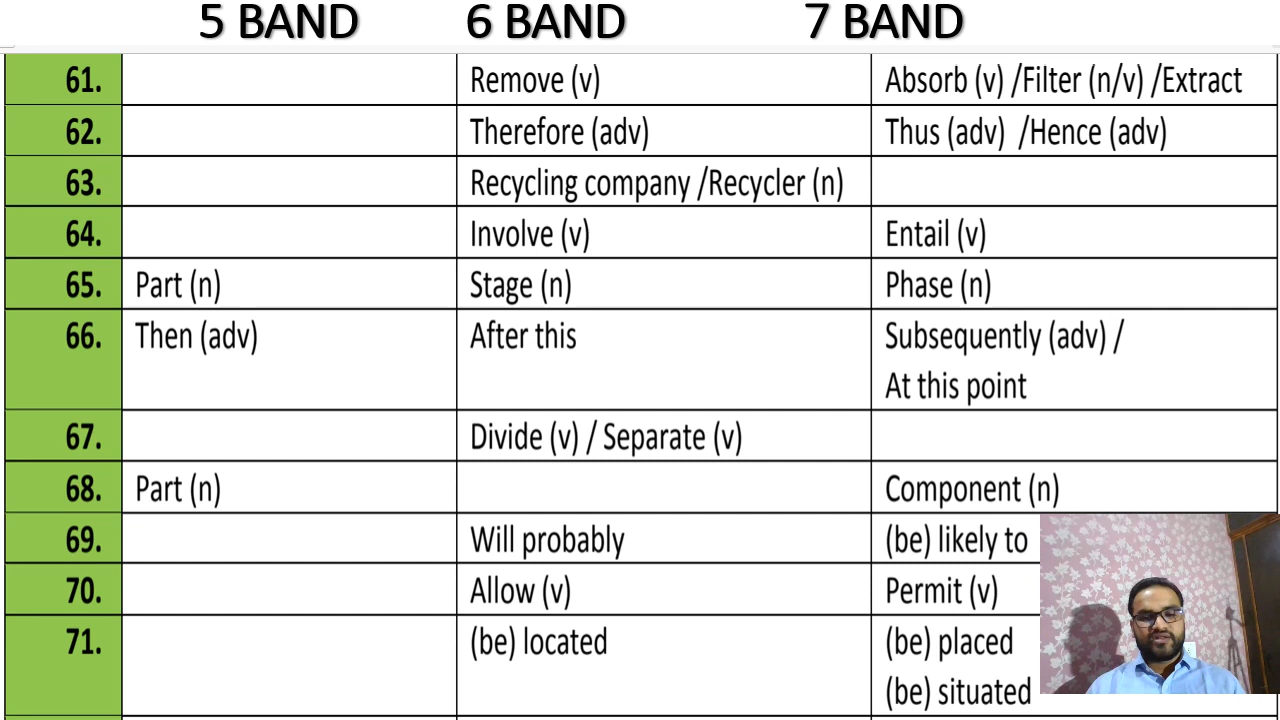 5 BAND 6 BAND 7 BAND
61. Remove (v) Absorb (v) /Filter (n/v) /Extract
62. Therefore (adv) Thus (adv) /Hence (adv)
63. Recycling company /Recycler (n)
64. Involve (v) Entail (v)
65. Part (n) Stage (n) Phase (n)
66. Then (adv) After this Subsequently (adv) /
At this point
67. Divide (v) / Separate (v)
68. Part (n) Component (n)
69. Will probably (be) likely to
70. Allow (v) Permit (v)
71. (be) located (be) placed
(be) situated